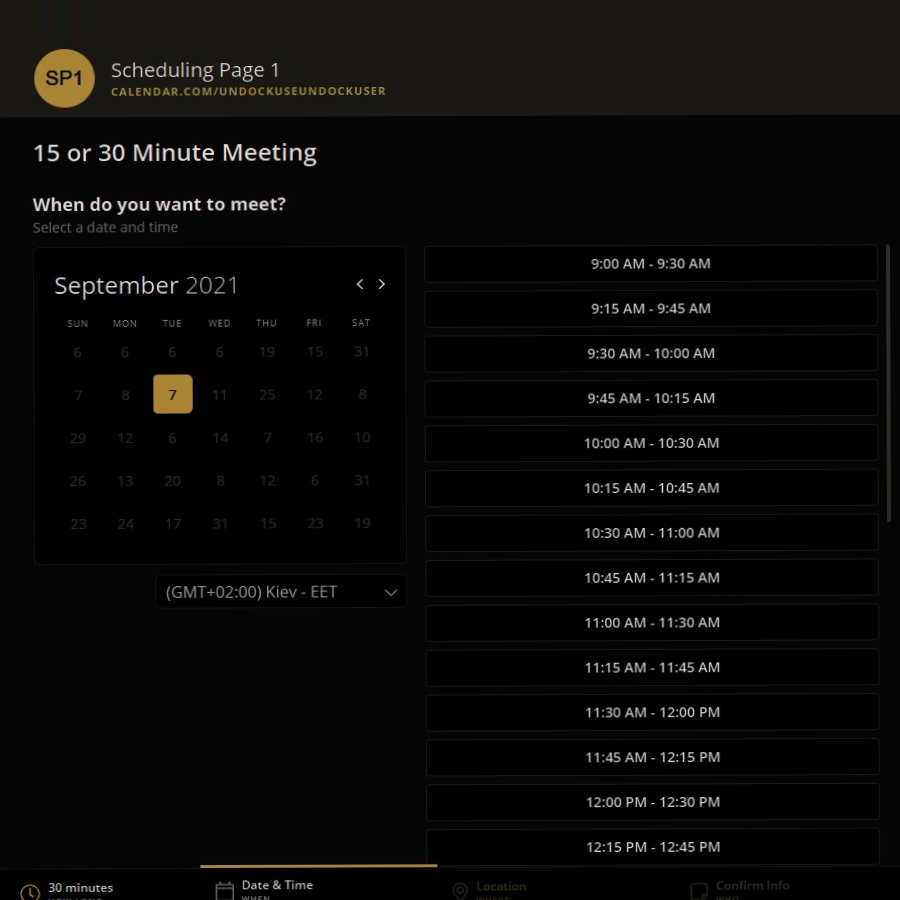 SP1
Scheduling Page 1
CALENDAR.COM/UNDOCKUSEUNDOCKUSER
15 or 30 Minute Meeting
When do you want to meet?
Select a date and time
September 2021
SUN MON TUE WED THU FRI SAT
6 6 6 6 19 15 31
7 8 7 11 25 12 8
29 12 6 14 7 16 10
26 13 20 8 12 6 31
23 24 17 31 15 23 19
(GMT+02:00) Kiev - EET
9:00 AM - 9:30 AM
9:15 AM - 9:45 AM
9:30 AM - 10:00 AM
9:45 AM - 10:15 AM
10:00 AM - 10:30 AM
10:15 AM - 10:45 AM
10:30 AM - 11:00 AM
10:45 AM - 11:15 AM
11:00 AM - 11:30 AM
11:15 AM - 11:45 AM
11:30 AM - 12:00 PM
11:45 AM - 12:15 PM
12:00 PM - 12:30 PM
12:15 PM - 12:45 PM
30 minutes
Date & Time
WHEN
Location
Confirm Info